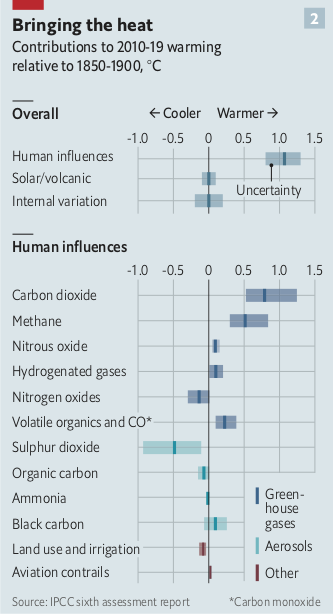 2
Bringing the heat
Contributions to 2010-19 warming
relative to 1850-1900, °C
Overall
← Cooler Warmer →
-1.0 -0.5 0 0.5 1.0 1.5
Human influences
Solar/volcanic
Uncertainty
Internal variation
Human influences
-1.0 -0.5 0 0.5 1.0 1.5
Carbon dioxide
Methane
Nitrous oxide
Hydrogenated gases
Nitrogen oxides
Volatile organics and CO*
Sulphur dioxide
Organic carbon
Ammonia
Black carbon
Land use and irrigation
Aviation contrails
Green-
house
gases
Aerosols
Other
Source: IPCC sixth assessment report *Carbon monoxide